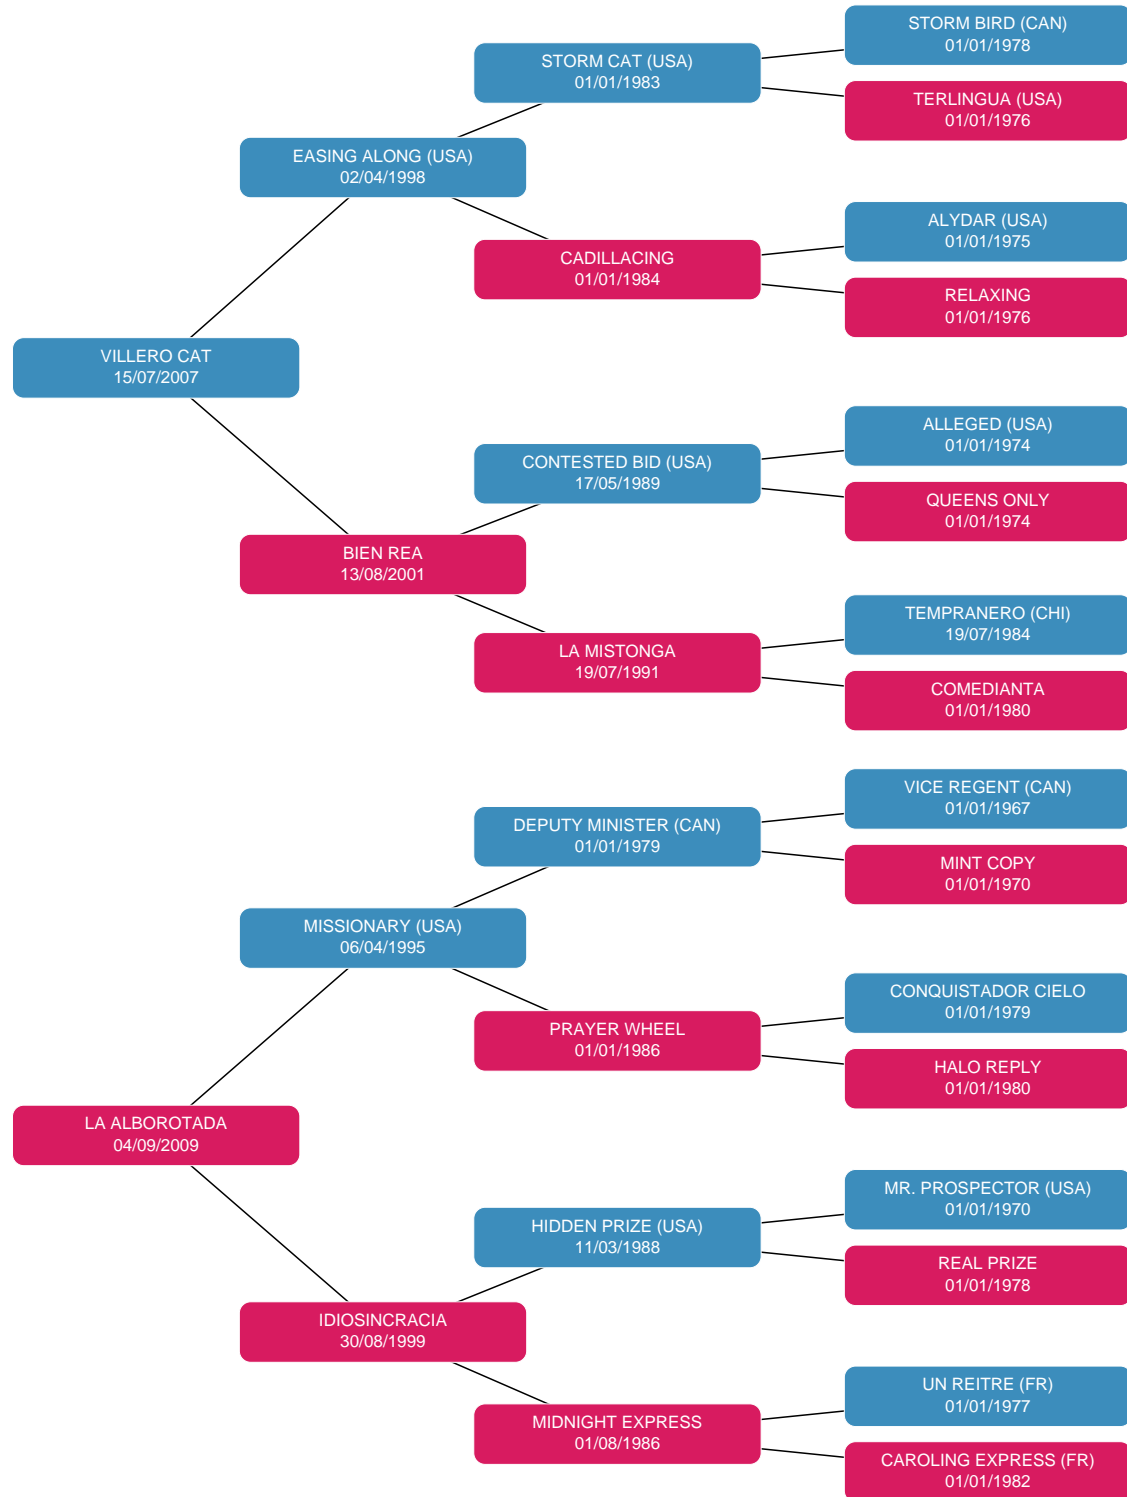 STORM BIRD (CAN)
01/01/1978
STORM CAT (USA)
01/01/1983
TERLINGUA (USA)
01/01/1976
EASING ALONG (USA)
02/04/1998
ALYDAR (USA)
01/01/1975
CADILLACING
01/01/1984
RELAXING
01/01/1976
VILLERO CAT
15/07/2007
ALLEGED (USA)
01/01/1974
CONTESTED BID (USA)
17/05/1989
QUEENS ONLY
01/01/1974
BIEN REA
13/08/2001
TEMPRANERO (CHI)
19/07/1984
LA MISTONGA
19/07/1991
COMEDIANTA
01/01/1980
VICE REGENT (CAN)
01/01/1967
DEPUTY MINISTER (CAN)
01/01/1979
MINT COPY
01/01/1970
MISSIONARY (USA)
06/04/1995
CONQUISTADOR CIELO
01/01/1979
PRAYER WHEEL
01/01/1986
HALO REPLY
01/01/1980
LA ALBOROTADA
04/09/2009
MR. PROSPECTOR (USA)
01/01/1970
HIDDEN PRIZE (USA)
11/03/1988
REAL PRIZE
01/01/1978
IDIOSINCRACIA
30/08/1999
UN REITRE (FR)
01/01/1977
MIDNIGHT EXPRESS
01/08/1986
CAROLING EXPRESS (FR)
01/01/1982